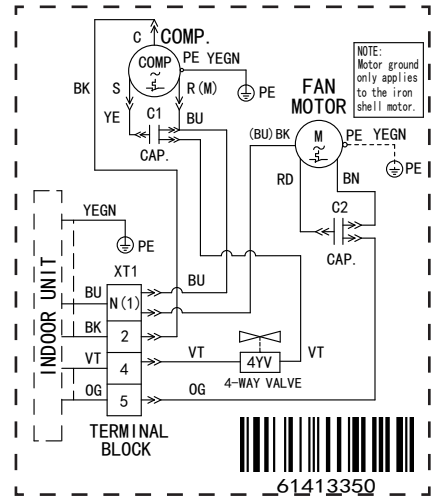 C COMP.
COMP
PE YEGN
PE
BK
S
R(M)
YE
C1
BU
CAP.
NOTE:
Motor ground
only applies
to the iron
shell motor.
FAN
MOTOR
(BU)BK
M
PE YEGN
PE
RD
BN
C2
CAP.
INDOOR UNIT
YEGN
PE
XT1
BU
N(1)
BU
BK
2
VT
4
VT
4YV
VT
4-WAY VALVE
OG
5
OG
TERMINAL
BLOCK
61413350